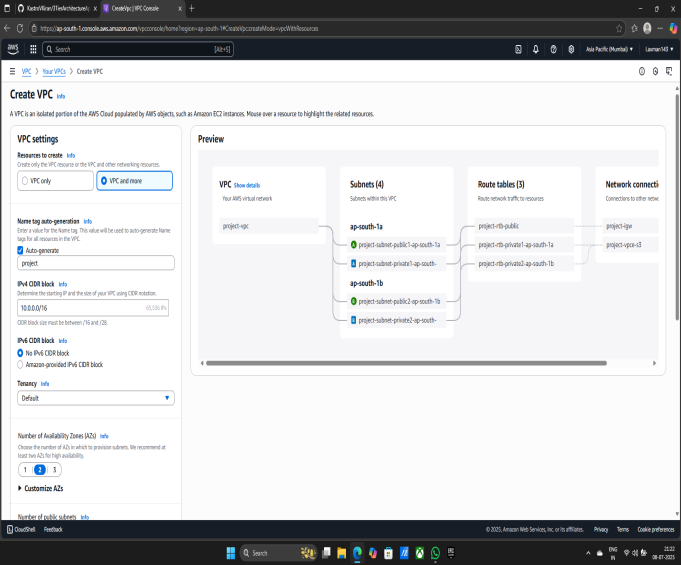 KastroVKiran/3TiersArchitecture/p
CreateVpc | VPC Console
https://ap-south-1.console.aws.amazon.com/vpcconsole/home?region=ap-south-1#CreateVpc:createMode=vpcWithResources
aws
Search
[Alt+S]
Asia Pacific (Mumbai)
Laxman143
VPC > Your VPCs > Create VPC
Create VPC Info
A VPC is an isolated portion of the AWS Cloud populated by AWS objects, such as Amazon EC2 instances. Mouse over a resource to highlight the related resources.
VPC settings
Resources to create Info
Create only the VPC resource or the VPC and other networking resources.
VPC only
VPC and more
Name tag auto-generation Info
Enter a value for the Name tag. This value will be used to auto-generate Name
tags for all resources in the VPC.
Auto-generate
project
IPv4 CIDR block Info
Determine the starting IP and the size of your VPC using CIDR notation.
10.0.0.0/16
65,536 IPs
CIDR block size must be between /16 and /28.
IPv6 CIDR block Info
No IPv6 CIDR block
Amazon-provided IPv6 CIDR block
Tenancy Info
Default
Number of Availability Zones (AZs) Info
Choose the number of AZs in which to provision subnets. We recommend at
least two AZs for high availability.
1 2 3
Customize AZs
Number of public subnets Info
Preview
VPC Show details
Your AWS virtual network
project-vpc
Subnets (4)
Subnets within this VPC
ap-south-1a
project-subnet-public1-ap-south-1a
project-subnet-private1-ap-south-
ap-south-1b
project-subnet-public2-ap-south-1b
project-subnet-private2-ap-south-
Route tables (3)
Route network traffic to resources
project-rtb-public
project-rtb-private1-ap-south-1a
project-rtb-private2-ap-south-1b
Network connecti
Connections to other netw
project-igw
project-vpce-s3
CloudShell
Feedback
© 2025, Amazon Web Services, Inc. or its affiliates.
Privacy
Terms
Cookie preferences
Search
ENG
IN
21:22
08-07-2025